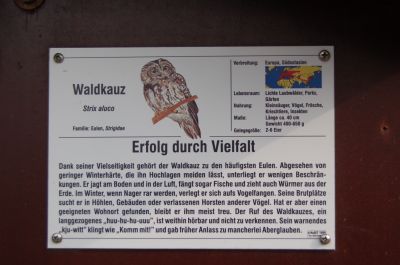 Waldkauz
Strix aluco
Familie: Eulen, Strigidae
Verbreitung: Europa, Südostasien
Lebensraum: Lichte Laubwälder, Parks,
Gärten
Nahrung: Kleinsäuger, Vögel, Frösche,
Kriechtiere, Insekten
Maße: Länge ca. 40 cm
Gewicht 400-650 g
Gelegegröße: 2-6 Eier
Erfolg durch Vielfalt
Dank seiner Vielseitigkeit gehört der Waldkauz zu den häufigsten Eulen. Abgesehen von
geringer Winterhärte, die ihn Hochlagen meiden lässt, unterliegt er wenigen Beschrän-
kungen. Er jagt am Boden und in der Luft, fängt sogar Fische und zieht auch Würmer aus der
Erde. Im Winter, wenn Nager rar werden, verlegt er sich aufs Vogelfangen. Seine Brutplätze
sucht er in Höhlen, Gebäuden oder verlassenen Horsten anderer Vögel. Hat er aber einen
geeigneten Wohnort gefunden, bleibt er ihm meist treu. Der Ruf des Waldkauzes, ein
langgezogenes „huu-hu-hu-uuu", ist weithin hörbar und nicht zu verkennen. Sein warnendes
„kju-witt" klingt wie „Komm mit!" und gab früher Anlass zu mancherlei Aberglauben.